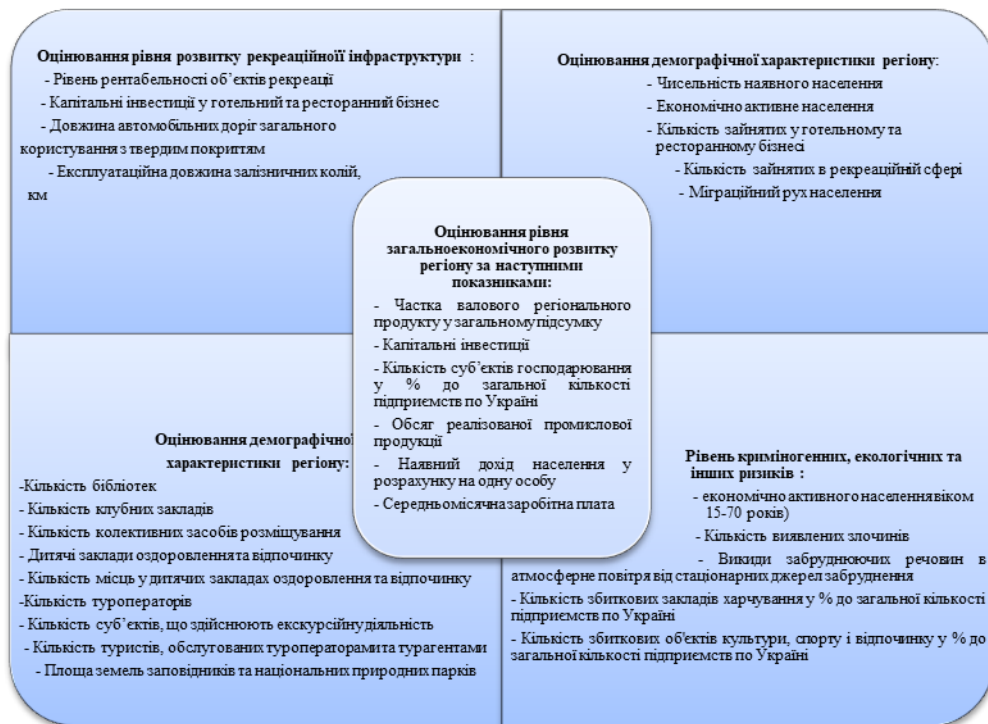 Оцінювання рівня розвитку рекреаційноїї інфраструктури :
- Рівень рентабельності об’єктів рекреації
- Капітальні інвестиції у готельний та ресторанний бізнес
- Довжина автомобільних доріг загального
користування з твердим покриттям
- Експлуатаційна довжина залізничних колій,
км
Оцінювання демографічної характеристики регіону:
- Чисельність наявного населення
- Економічно активне населення
- Кількість зайнятих у готельному та
ресторанному бізнесі
- Кількість зайнятих в рекреаційній сфері
- Міграційний рух населення
Оцінювання рівня
загальноекономічного розвитку
регіону за наступними
показниками:
- Частка валового регіонального
продукту у загальному підсумку
- Капітальні інвестиції
- Кількість суб’єктів господарювання
у % до загальної кількості
підприємств по Україні
- Обсяг реалізованої промислової
продукції
- Наявний дохід населення у
розрахунку на одну особу
- Середньомісячна заробітна плата
Оцінювання демографічної
характеристики регіону:
-Кількість бібліотек
- Кількість клубних закладів
- Кількість колективних засобів розміщування
- Дитячі заклади оздоровлення та відпочинку
- Кількість місць у дитячих закладах оздоровлення та відпочинку
-Кількість туроператорів
- Кількість суб’єктів, що здійснюють екскурсійну діяльність
- Кількість туристів, обслугованих туроператорами та турагентами
- Площа земель заповідників та національних природних парків
Рівень криміногенних, екологічних та
інших ризиків :
- економічно активного населення віком
15-70 років)
- Кількість виявлених злочинів
- Викиди забруднюючих речовин в
атмосферне повітря від стаціонарних джерел забруднення
- Кількість збиткових закладів харчування у % до загальної кількості
підприємств по Україні
- Кількість збиткових об'єктів культури, спорту і відпочинку у % до
загальної кількості підприємств по Україні